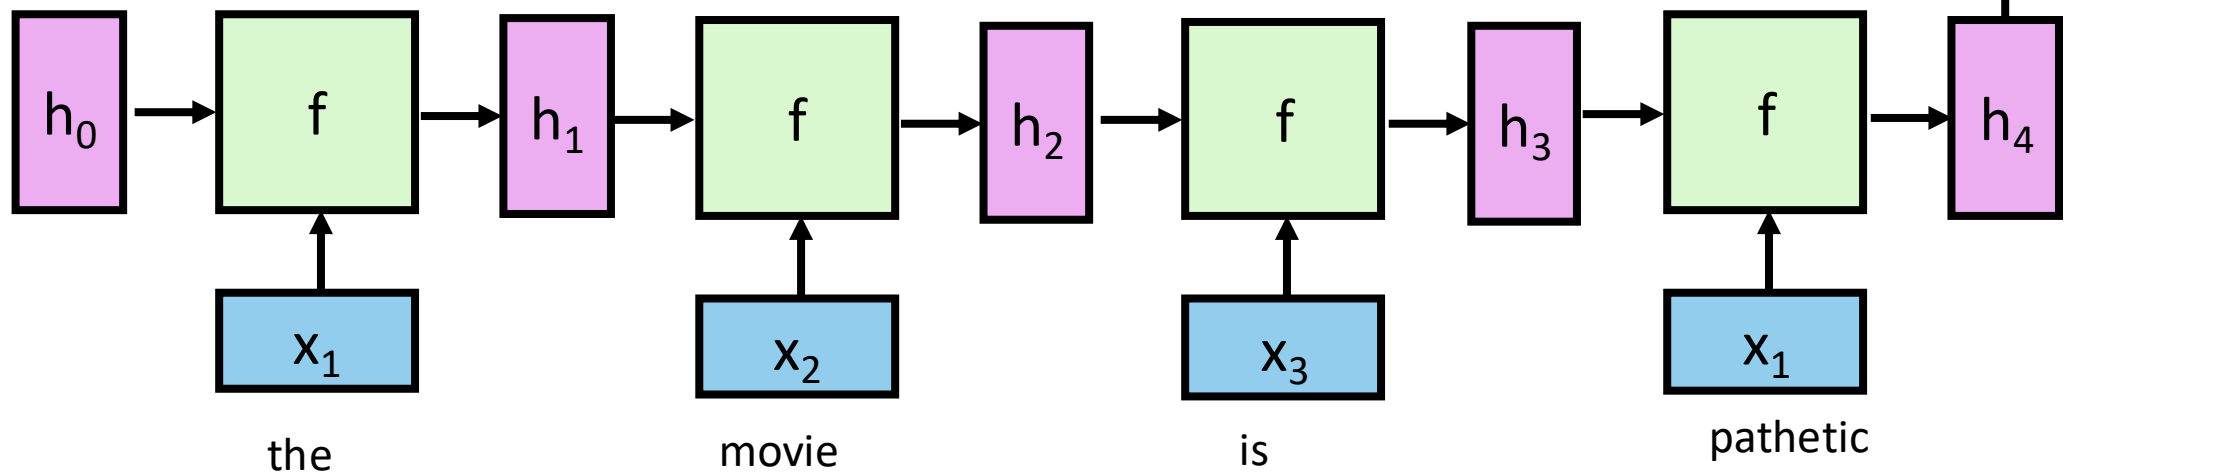 h₀ f h₁ f h₂ f h₃ f h₄
x₁ x₂ x₃ x₁
the movie is pathetic